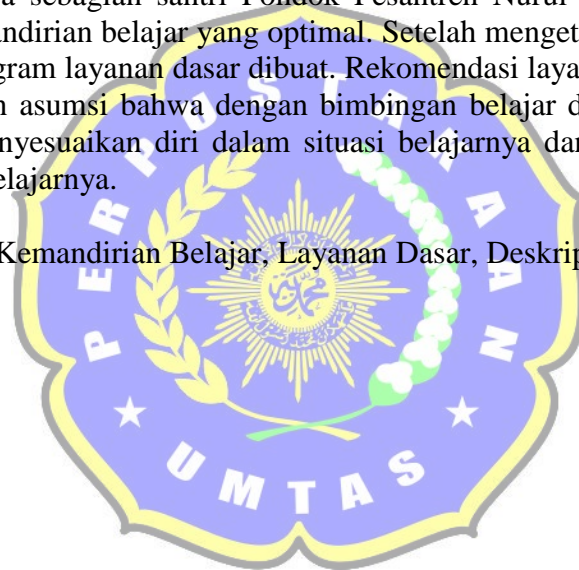 a sebagian santri Pondok Pesantren Nurul
andirian belajar yang optimal. Setelah menget
gram layanan dasar dibuat. Rekomendasi laya
n asumsi bahwa dengan bimbingan belajar d
nyesuaikan diri dalam situasi belajarnya dan
elajarnya.
Kemandirian Belajar, Layanan Dasar, Deskrip
PERPUSTAKAAN
UMTAS